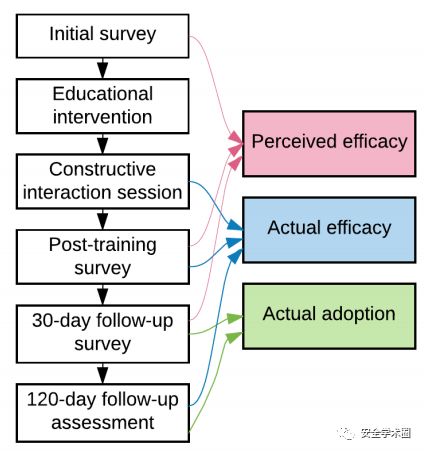 Initial survey
Educational
intervention
Constructive
interaction session
Post-training
survey
30-day follow-up
survey
120-day follow-up
assessment
Perceived efficacy
Actual efficacy
Actual adoption
安全学术圈